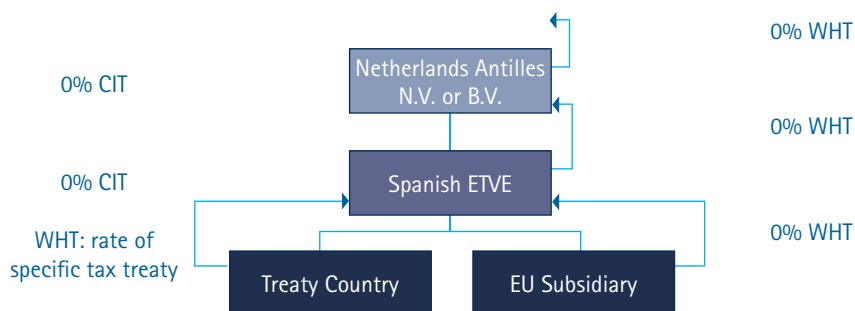 0% WHT
Netherlands Antilles
N.V. or B.V.
0% CIT
0% WHT
Spanish ETVE
0% CIT
0% WHT
WHT: rate of
specific tax treaty
Treaty Country
EU Subsidiary